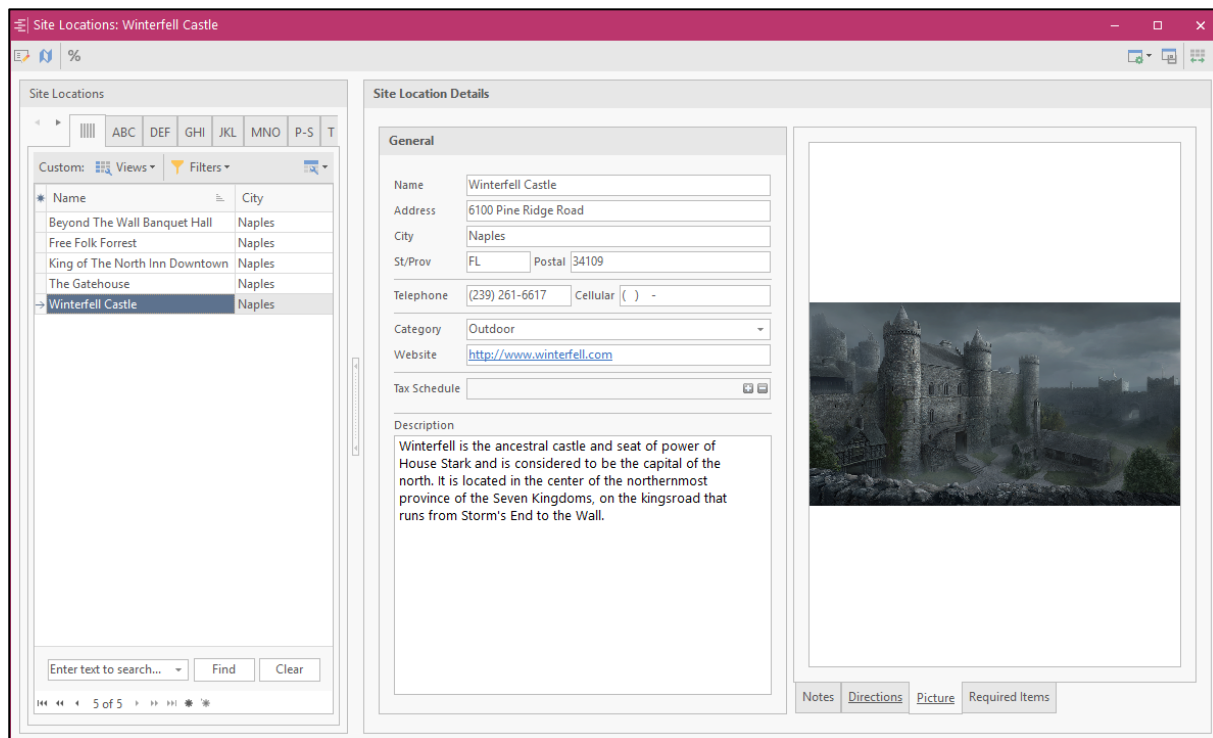 Site Locations: Winterfell Castle
%
Site Locations
ABC DEF GHI JKL MNO P-S T
Custom: Views Filters
Name City
Beyond The Wall Banquet Hall Naples
Free Folk Forrest Naples
King of The North Inn Downtown Naples
The Gatehouse Naples
Winterfell Castle Naples
Enter text to search... Find Clear
5 of 5
Site Location Details
General
Name Winterfell Castle
Address 6100 Pine Ridge Road
City Naples
St/Prov FL Postal 34109
Telephone (239) 261-6617 Cellular ( ) -
Category Outdoor
Website http://www.winterfell.com
Tax Schedule
Description
Winterfell is the ancestral castle and seat of power of
House Stark and is considered to be the capital of the
north. It is located in the center of the northernmost
province of the Seven Kingdoms, on the kingsroad that
runs from Storm's End to the Wall.
Notes Directions Picture Required Items